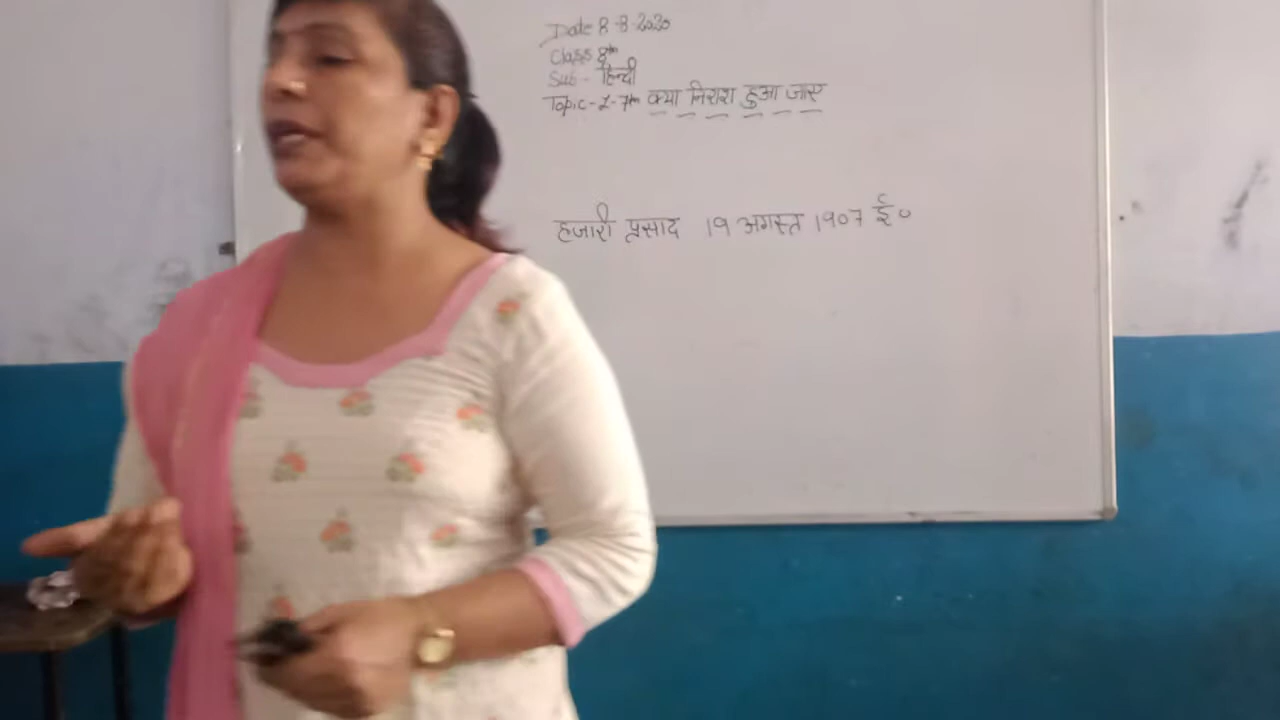 Date 8-8-2020
Class 8th
Sub - हिन्दी
Topic-L-7th क्या निराश हुआ जाए
हजारी प्रसाद 19 अगस्त 1907 ई०